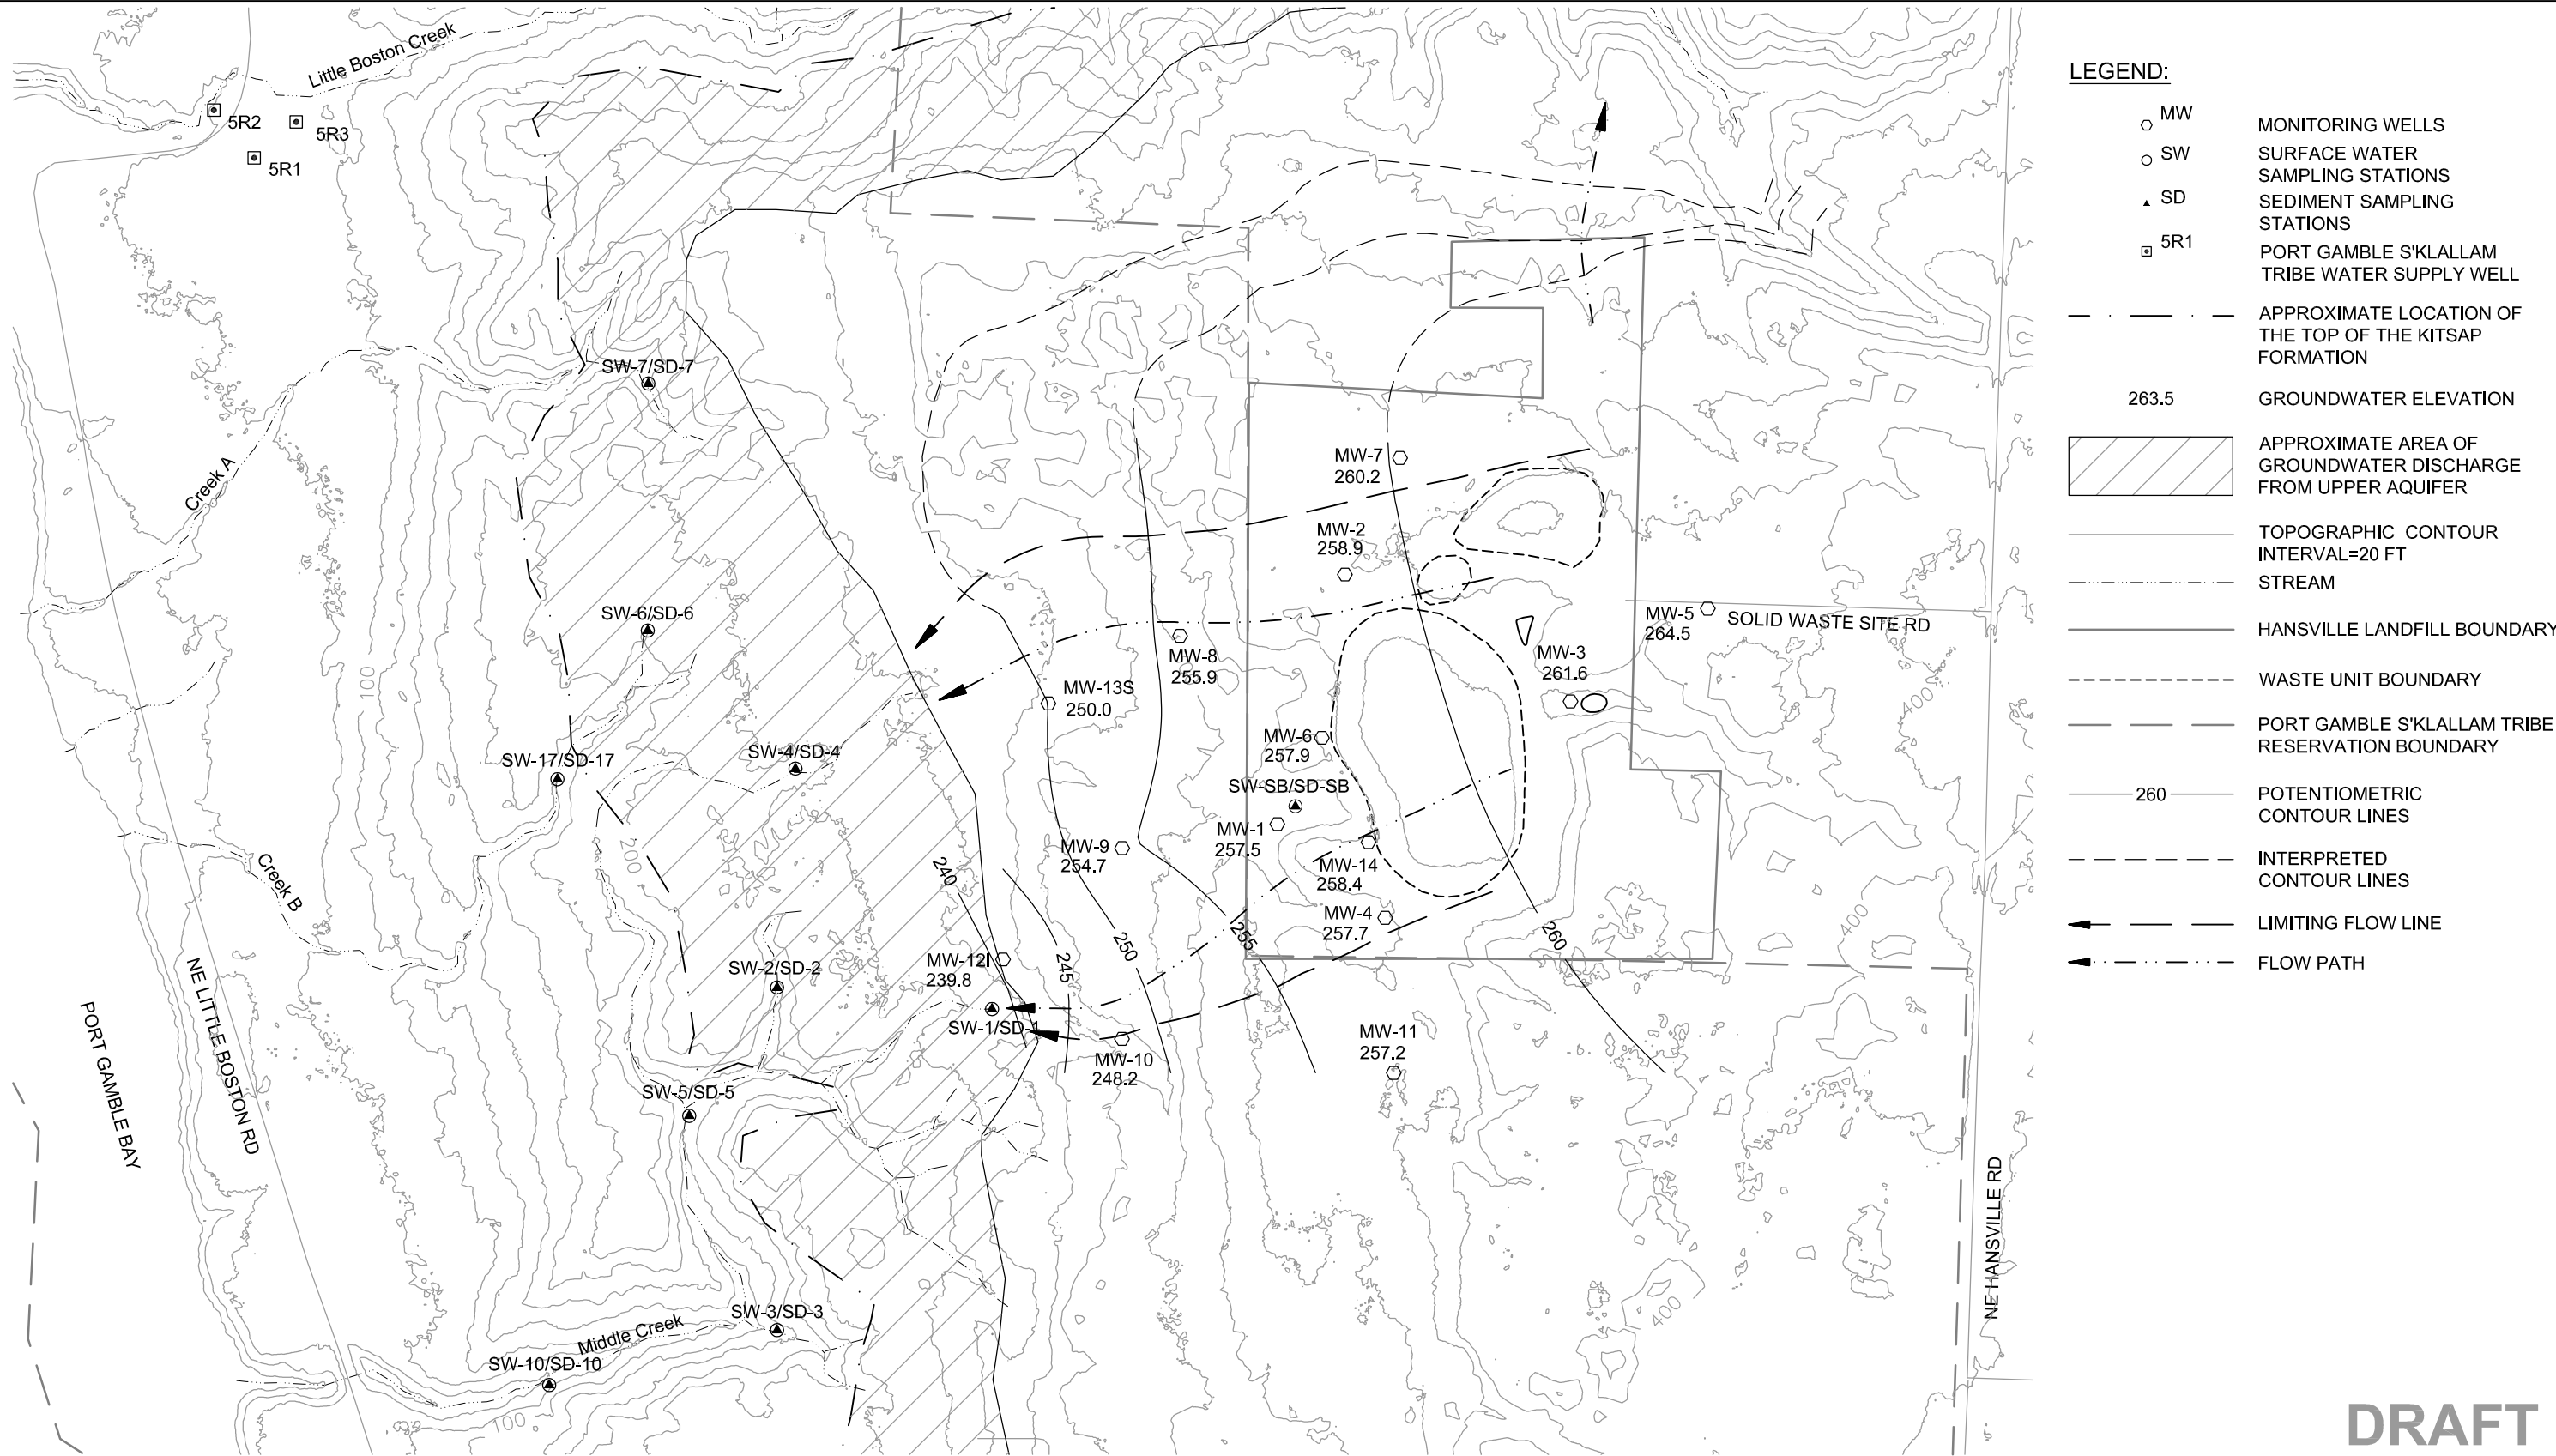 Little Boston Creek
5R2
5R3
5R1
Creek A
SW-7/SD-7
SW-6/SD-6
SW-17/SD-17
SW-4/SD-4
Creek B
100
200
240
SW-2/SD-2
MW-12I
239.8
SW-1/SD-1
SW-5/SD-5
SW-3/SD-3
Middle Creek
SW-10/SD-10
100
PORT GAMBLE BAY
NE LITTLE BOSTON RD
MW-7
260.2
MW-2
258.9
MW-8
255.9
MW-13S
250.0
MW-5
264.5
SOLID WASTE SITE RD
MW-3
261.6
MW-6
257.9
SW-SB/SD-SB
MW-1
257.5
MW-9
254.7
MW-14
258.4
MW-4
257.7
250
245
255
260
MW-10
248.2
MW-11
257.2
400
400
400
NE HANSVILLE RD
LEGEND:
MW
MONITORING WELLS
SW
SURFACE WATER
SAMPLING STATIONS
SD
SEDIMENT SAMPLING
STATIONS
5R1
PORT GAMBLE S'KLALLAM
TRIBE WATER SUPPLY WELL
APPROXIMATE LOCATION OF
THE TOP OF THE KITSAP
FORMATION
263.5
GROUNDWATER ELEVATION
APPROXIMATE AREA OF
GROUNDWATER DISCHARGE
FROM UPPER AQUIFER
TOPOGRAPHIC CONTOUR
INTERVAL=20 FT
STREAM
HANSVILLE LANDFILL BOUNDARY
WASTE UNIT BOUNDARY
PORT GAMBLE S'KLALLAM TRIBE
RESERVATION BOUNDARY
260
POTENTIOMETRIC
CONTOUR LINES
INTERPRETED
CONTOUR LINES
LIMITING FLOW LINE
FLOW PATH
DRAFT